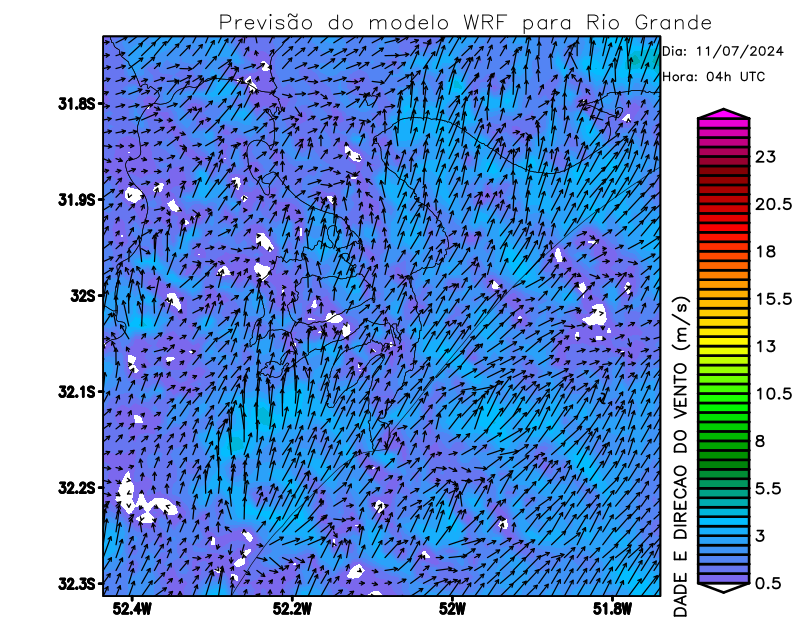 Previsão do modelo WRF para Rio Grande
Dia: 11/07/2024
Hora: 04h UTC
31.8S
31.9S
32S
32.1S
32.2S
32.3S
52.4W
52.2W
52W
51.8W
23
20.5
18
15.5
13
10.5
8
5.5
3
0.5
DADE E DIRECAO DO VENTO (m/s)